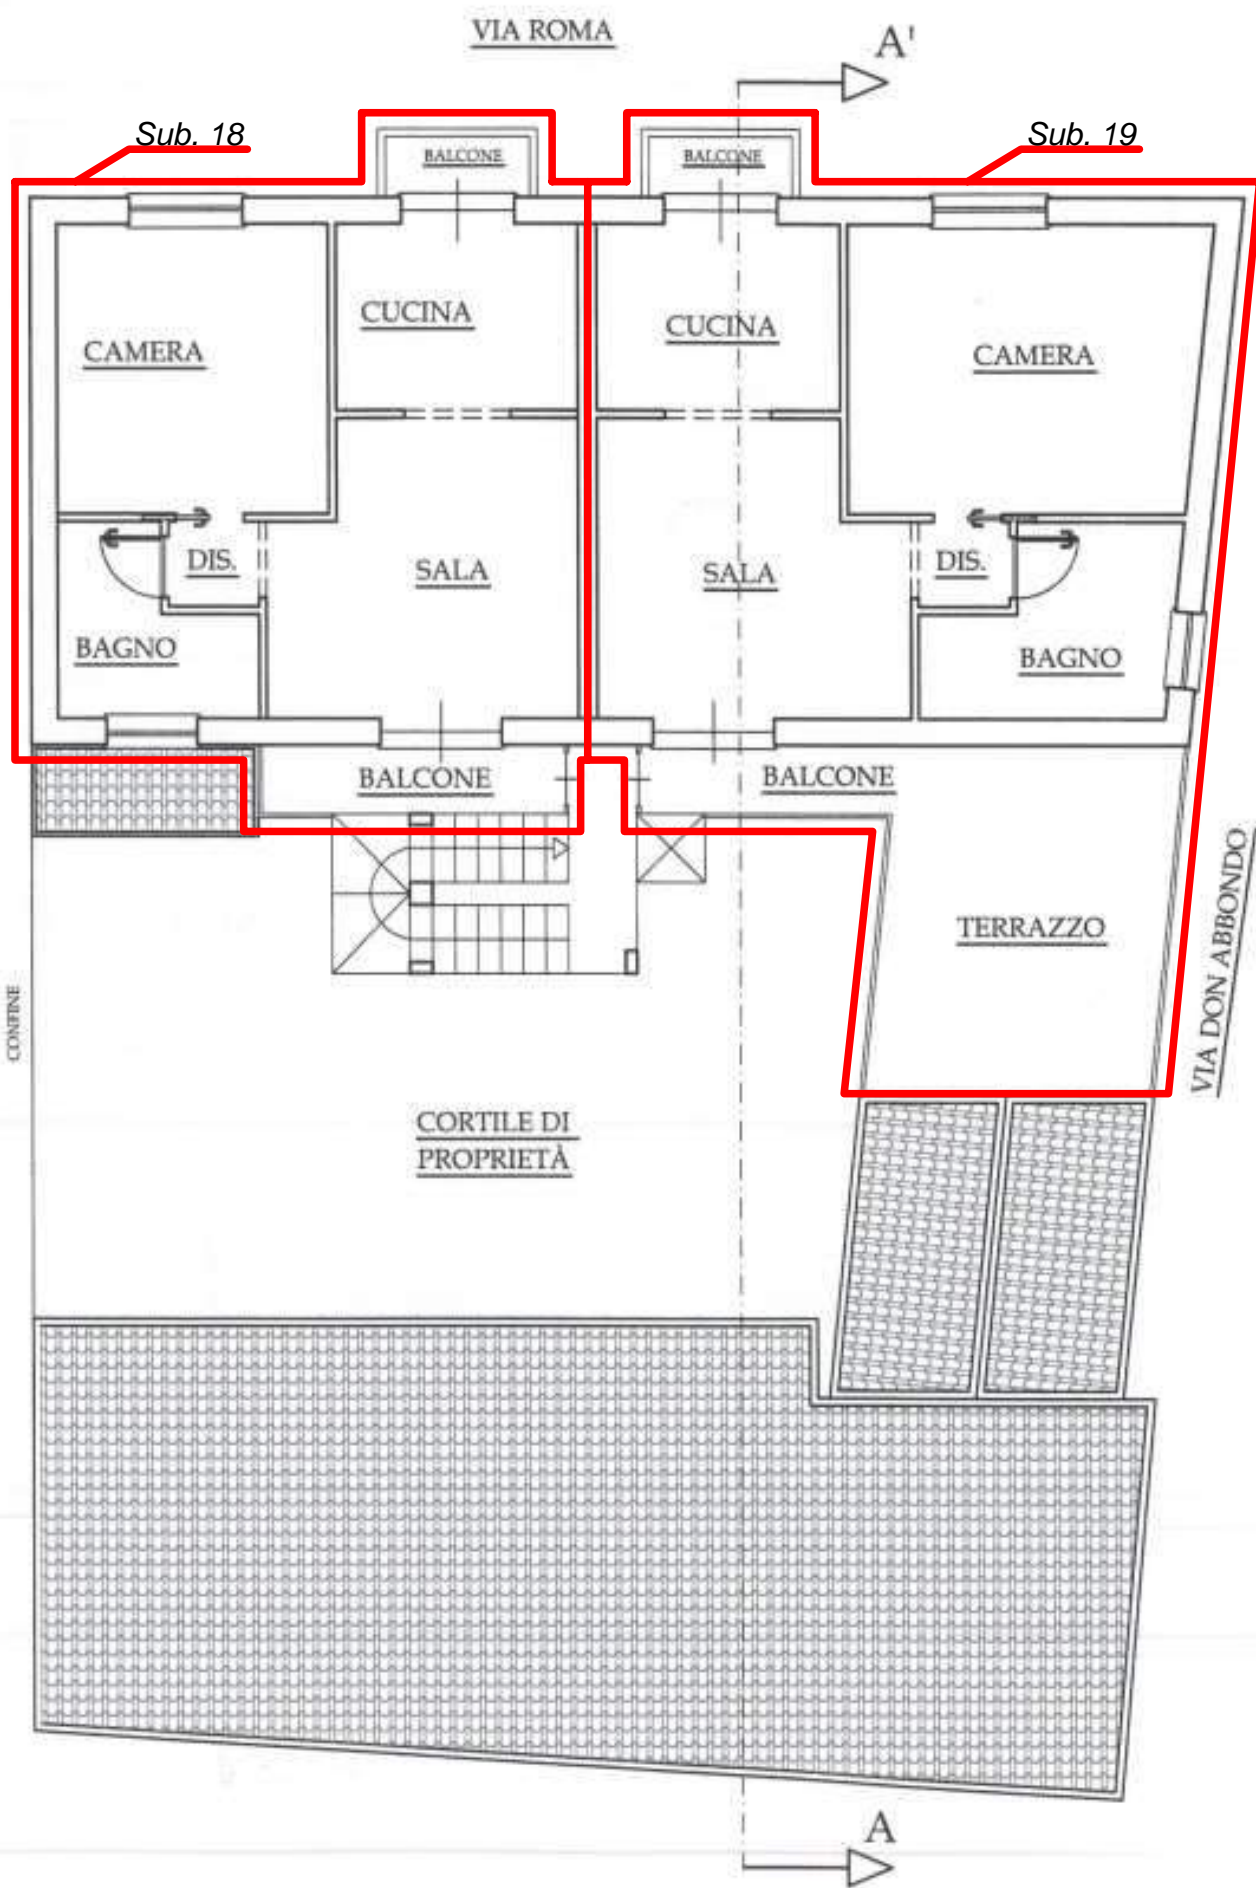 VIA ROMA
A'
Sub. 18
Sub. 19
BALCONE
BALCONE
CUCINA
CUCINA
CAMERA
CAMERA
DIS.
SALA
SALA
DIS.
BAGNO
BAGNO
BALCONE
BALCONE
TERRAZZO
VIA DON ABBONDO
CONFINE
CORTILE DI
PROPRIETÀ
A